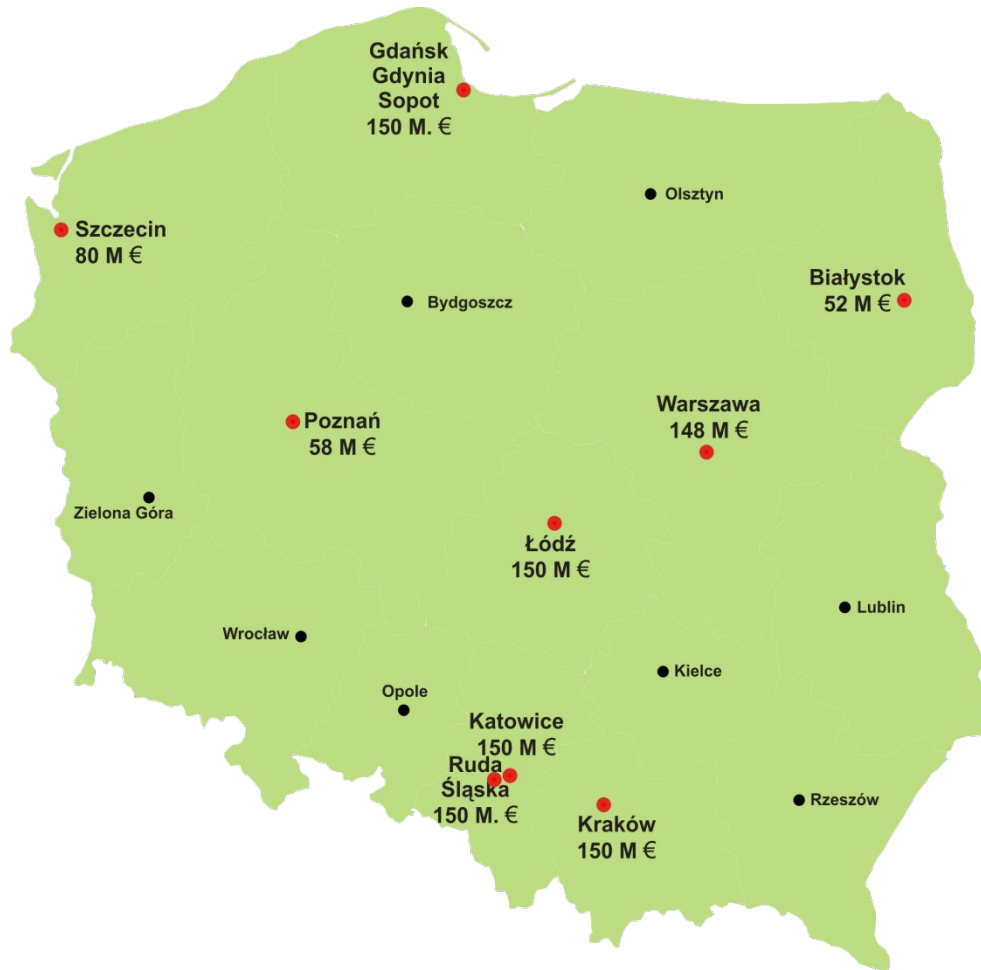 Gdańsk
Gdynia
Sopot
150 M. €
Olsztyn
Szczecin
80 M €
Białystok
52 M €
Bydgoszcz
Warszawa
148 M €
Poznań
58 M €
Zielona Góra
Łódź
150 M €
Lublin
Wrocław
Kielce
Opole
Katowice
150 M €
Ruda
Śląska
150 M. €
Rzeszów
Kraków
150 M €